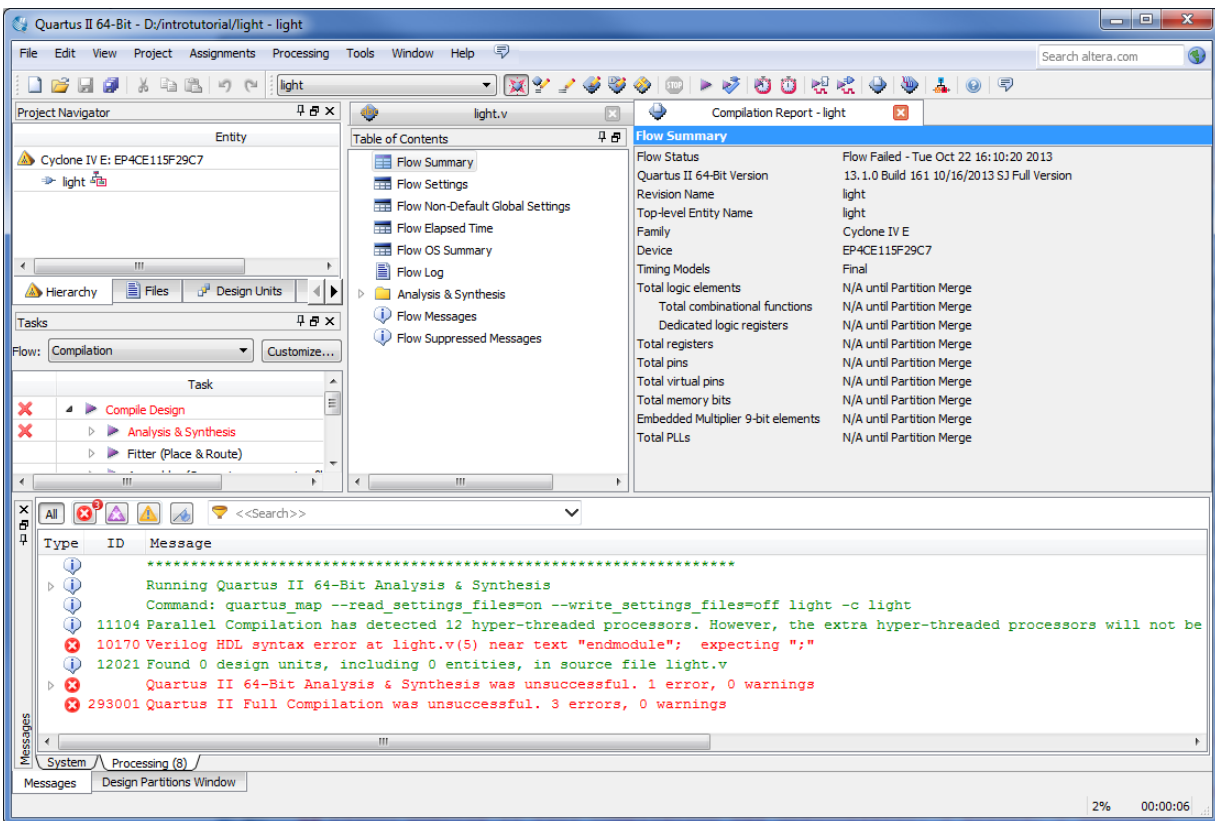 Quartus II 64-Bit - D:/introtutorial/light - light
File Edit View Project Assignments Processing Tools Window Help
Search altera.com
light
STOP
Project Navigator
Entity
Cyclone IV E: EP4CE115F29C7
light
Hierarchy Files Design Units
Tasks
Flow: Compilation Customize...
Task
Compile Design
Analysis & Synthesis
Fitter (Place & Route)
light.v
Table of Contents
Flow Summary
Flow Settings
Flow Non-Default Global Settings
Flow Elapsed Time
Flow OS Summary
Flow Log
Analysis & Synthesis
Flow Messages
Flow Suppressed Messages
Compilation Report - light
Flow Summary
Flow Status Flow Failed - Tue Oct 22 16:10:20 2013
Quartus II 64-Bit Version 13.1.0 Build 161 10/16/2013 SJ Full Version
Revision Name light
Top-level Entity Name light
Family Cyclone IV E
Device EP4CE115F29C7
Timing Models Final
Total logic elements N/A until Partition Merge
Total combinational functions N/A until Partition Merge
Dedicated logic registers N/A until Partition Merge
Total registers N/A until Partition Merge
Total pins N/A until Partition Merge
Total virtual pins N/A until Partition Merge
Total memory bits N/A until Partition Merge
Embedded Multiplier 9-bit elements N/A until Partition Merge
Total PLLs N/A until Partition Merge
All 3 <<Search>>
Type ID Message
********************************************************************
Running Quartus II 64-Bit Analysis & Synthesis
Command: quartus_map --read_settings_files=on --write_settings_files=off light -c light
11104 Parallel Compilation has detected 12 hyper-threaded processors. However, the extra hyper-threaded processors will not be
10170 Verilog HDL syntax error at light.v(5) near text "endmodule"; expecting ";"
12021 Found 0 design units, including 0 entities, in source file light.v
Quartus II 64-Bit Analysis & Synthesis was unsuccessful. 1 error, 0 warnings
293001 Quartus II Full Compilation was unsuccessful. 3 errors, 0 warnings
Messages
System Processing (8)
Messages Design Partitions Window
2% 00:00:06